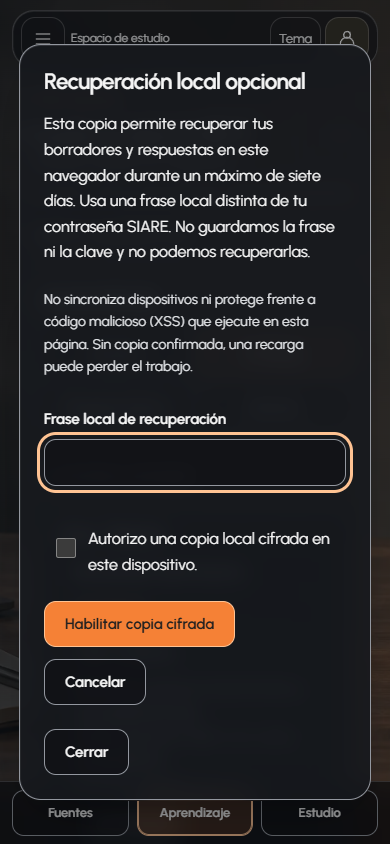 Espacio de estudio
Tema
Recuperación local opcional
Esta copia permite recuperar tus
borradores y respuestas en este
navegador durante un máximo de siete
días. Usa una frase local distinta de tu
contraseña SIARE. No guardamos la frase
ni la clave y no podemos recuperarlas.
No sincroniza dispositivos ni protege frente a
código malicioso (XSS) que ejecute en esta
página. Sin copia confirmada, una recarga
puede perder el trabajo.
Frase local de recuperación
Autorizo una copia local cifrada en
este dispositivo.
Habilitar copia cifrada
Cancelar
Cerrar
Fuentes Aprendizaje Estudio